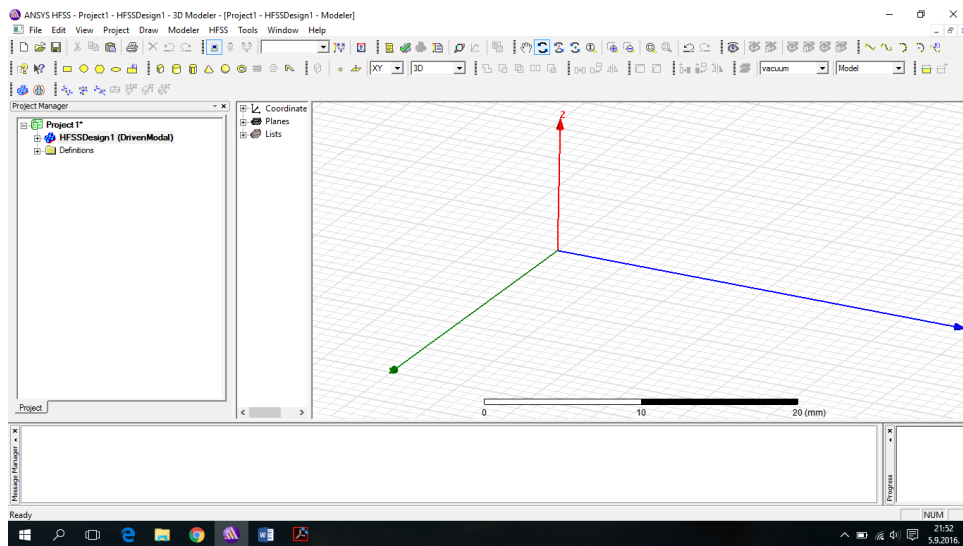 ANSYS HFSS - Project1 - HFSSDesign1 - 3D Modeler - [Project1 - HFSSDesign1 - Modeler]
File Edit View Project Draw Modeler HFSS Tools Window Help
XY 3D vacuum Model
Project Manager
Project1*
HFSSDesign1 (DrivenModal)
Definitions
Project
Coordinate
Planes
Lists
Z
0 10 20 (mm)
Message Manager
Progress
Ready
NUM
21:52
5.9.2016.